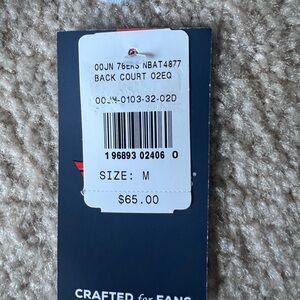 00JN 76ERS NBAT4877
BACK COURT 02EQ
00JM-0103-32-02D
1 96893 02406 0
SIZE: M
$65.00
CRAFTED for FANS